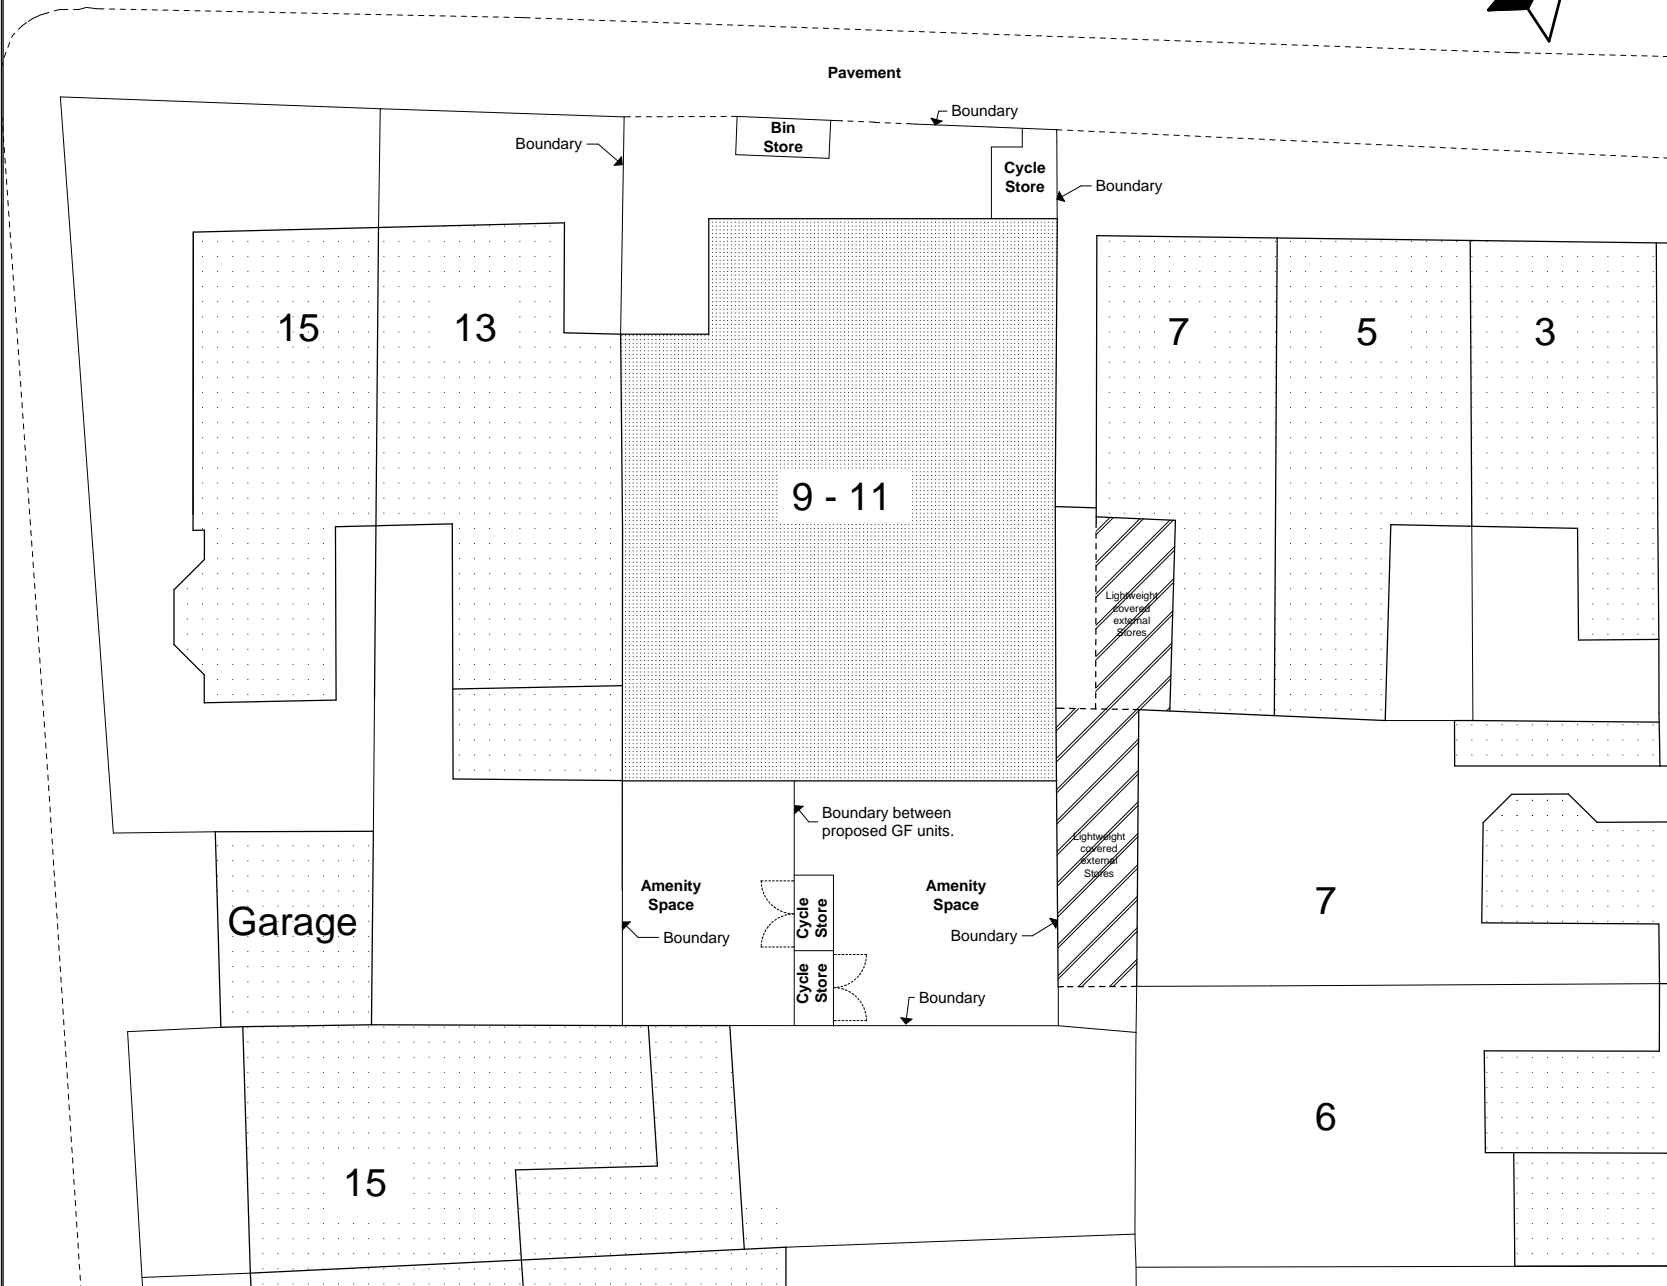 Pavement
Boundary
Bin
Store
Boundary
Cycle
Store
Boundary
15
13
7
5
3
9 - 11
Lightweight
covered
external
Stores
Boundary between
proposed GF units.
Lightweight
covered
external
Stores
Amenity
Space
Amenity
Space
Cycle
Store
7
Garage
Boundary
Boundary
Cycle
Store
Boundary
6
15